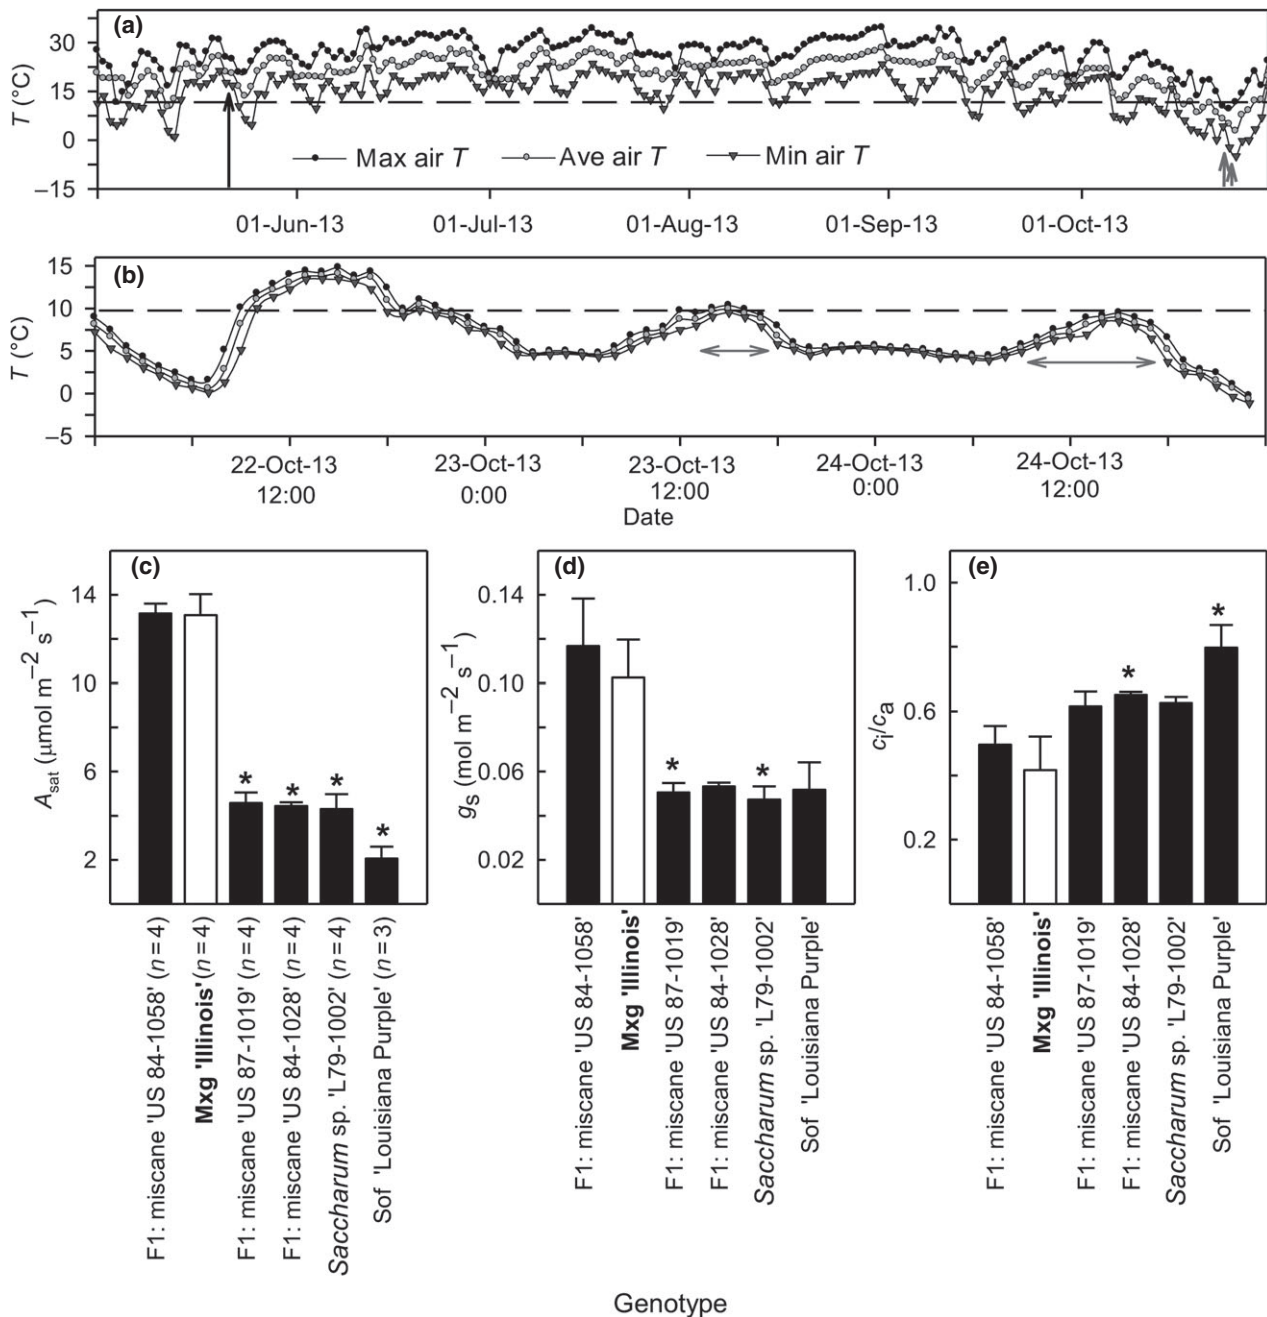 (a)
T (°C)
30
15
0
–15
Max air T
Ave air T
Min air T
01-Jun-13
01-Jul-13
01-Aug-13
01-Sep-13
01-Oct-13
(b)
T (°C)
15
10
5
0
–5
22-Oct-13
12:00
23-Oct-13
0:00
23-Oct-13
12:00
24-Oct-13
0:00
24-Oct-13
12:00
Date
(c)
Asat (μmol m−2 s−1)
14
10
6
2
*
*
*
*
F1: miscane 'US 84-1058' (n = 4)
Mxg 'Illinois' (n = 4)
F1: miscane 'US 87-1019' (n = 4)
F1: miscane 'US 84-1028' (n = 4)
Saccharum sp. 'L79-1002' (n = 4)
Sof 'Louisiana Purple' (n = 3)
(d)
gs (mol m−2 s−1)
0.14
0.10
0.06
0.02
*
*
F1: miscane 'US 84-1058'
Mxg 'Illinois'
F1: miscane 'US 87-1019'
F1: miscane 'US 84-1028'
Saccharum sp. 'L79-1002'
Sof 'Louisiana Purple'
(e)
ci/ca
1.0
0.6
0.2
*
*
F1: miscane 'US 84-1058'
Mxg 'Illinois'
F1: miscane 'US 87-1019'
F1: miscane 'US 84-1028'
Saccharum sp. 'L79-1002'
Sof 'Louisiana Purple'
Genotype